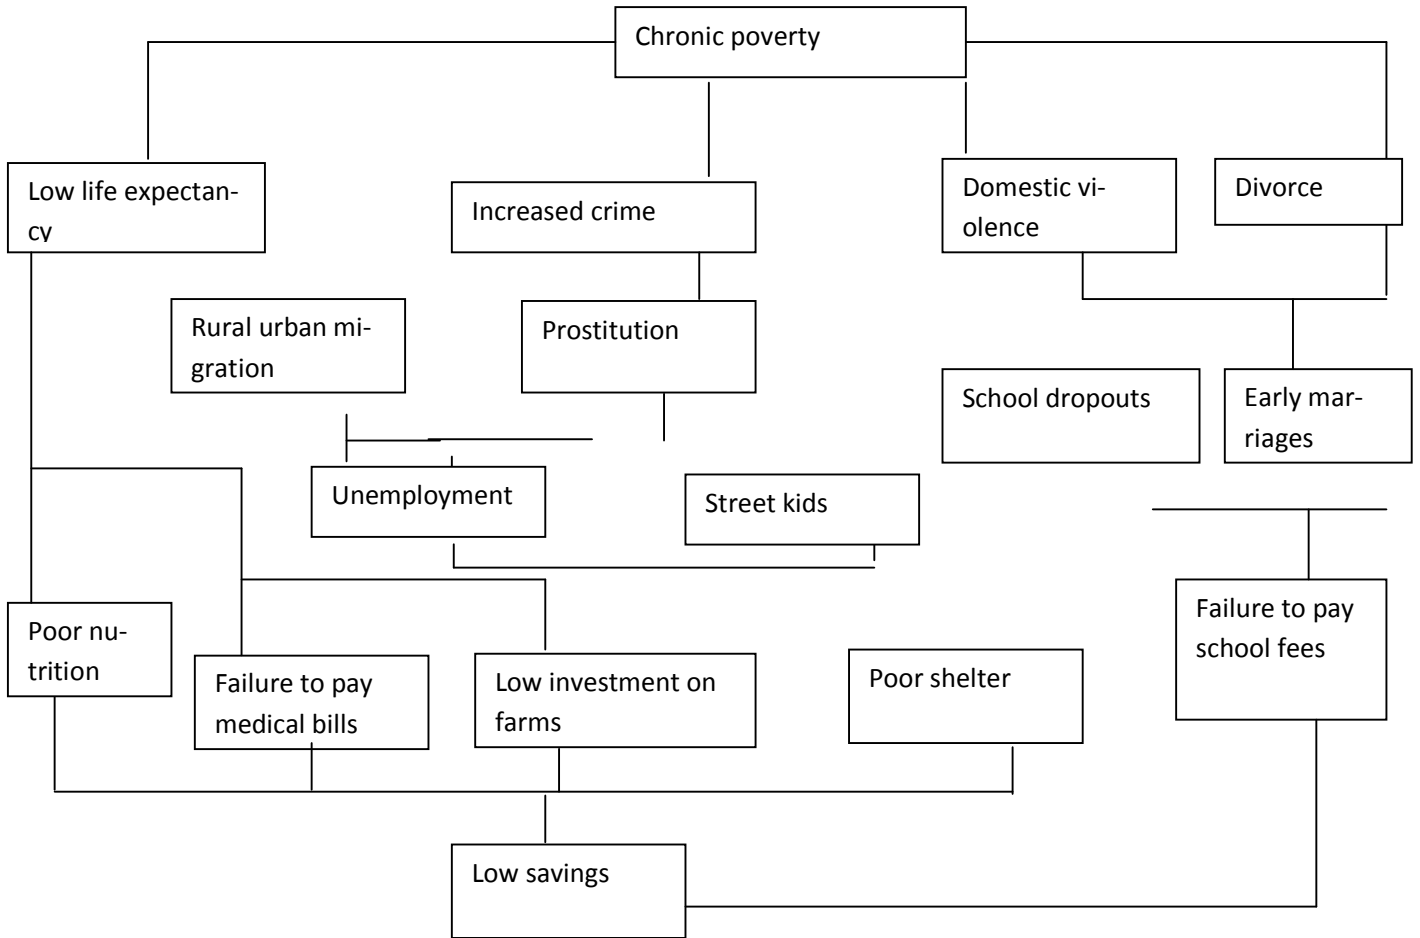 Chronic poverty
Low life expectan-
cy
Increased crime
Domestic vi-
olence
Divorce
Rural urban mi-
gration
Prostitution
School dropouts
Early mar-
riages
Unemployment
Street kids
Poor nu-
trition
Failure to pay
medical bills
Low investment on
farms
Poor shelter
Failure to pay
school fees
Low savings